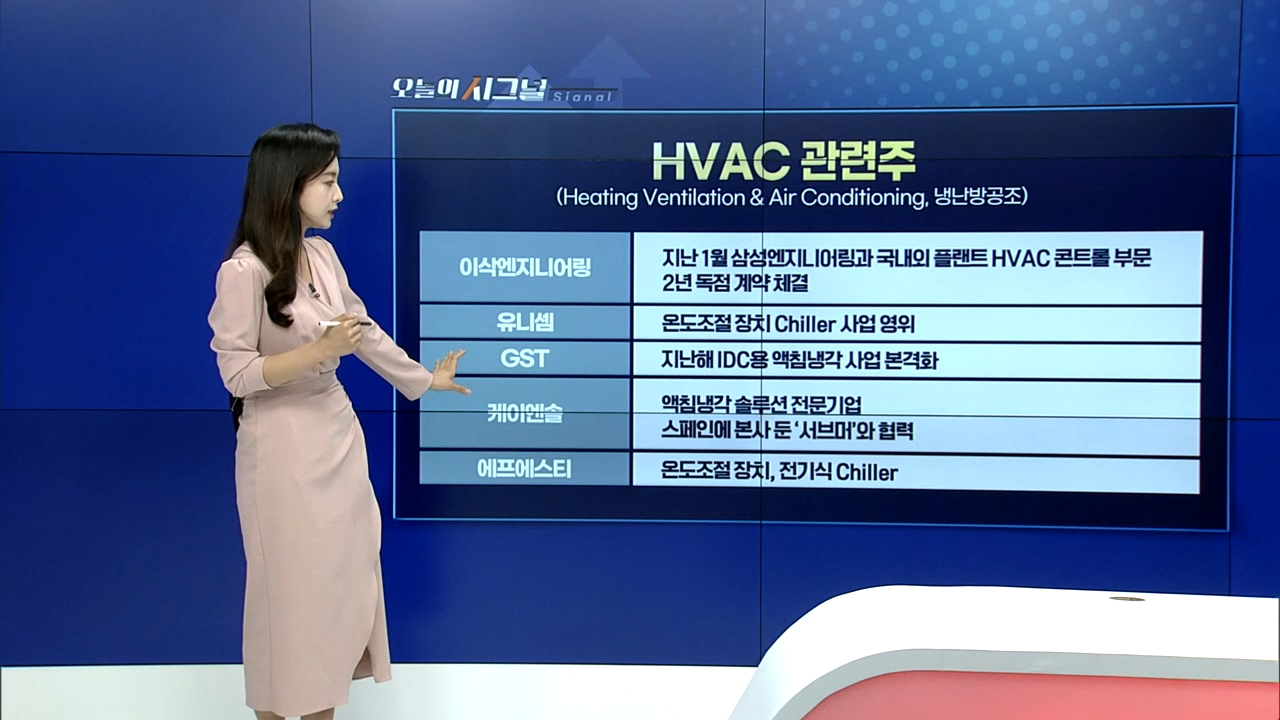 오늘의 시그널
Signal
HVAC 관련주
(Heating Ventilation & Air Conditioning, 냉난방공조)
이삭엔지니어링
지난 1월 삼성엔지니어링과 국내외 플랜트 HVAC 콘트롤 부문
2년 독점 계약 체결
유니셈
온도조절 장치 Chiller 사업 영위
GST
지난해 IDC용 액침냉각 사업 본격화
케이엔솔
액침냉각 솔루션 전문기업
스페인에 본사 둔 ‘서브머’와 협력
에프에스티
온도조절 장치, 전기식 Chiller